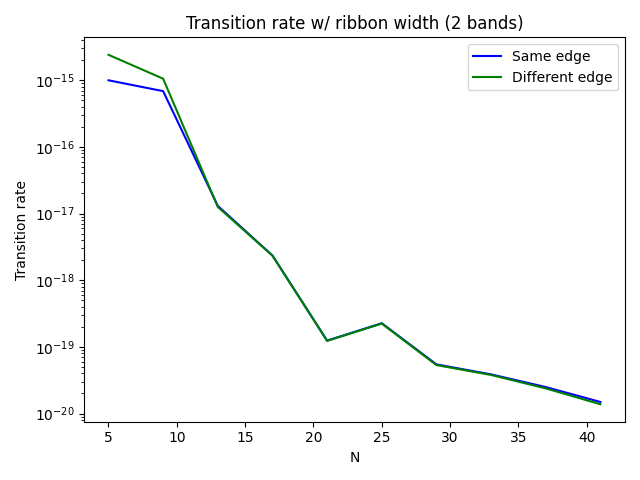 Transition rate w/ ribbon width (2 bands)
Same edge
Different edge
10⁻¹⁵
10⁻¹⁶
10⁻¹⁷
10⁻¹⁸
10⁻¹⁹
10⁻²⁰
Transition rate
5 10 15 20 25 30 35 40
N